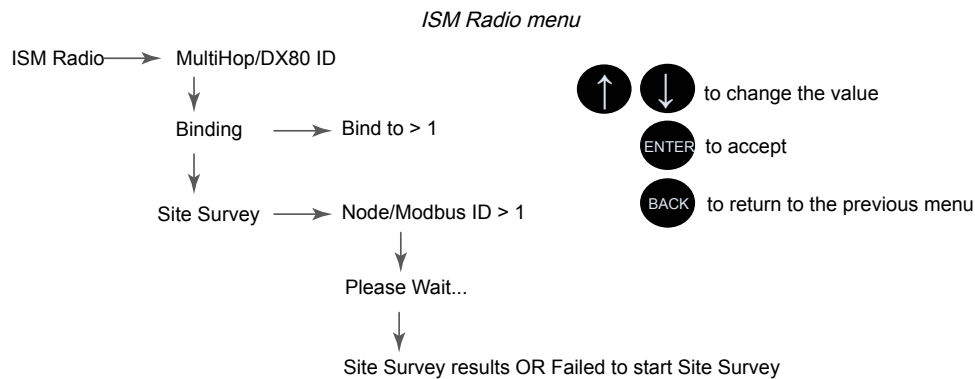 ISM Radio menu
ISM Radio
MultiHop/DX80 ID
Binding
Bind to > 1
Site Survey
Node/Modbus ID > 1
Please Wait...
Site Survey results OR Failed to start Site Survey
↑ ↓ to change the value
ENTER to accept
BACK to return to the previous menu